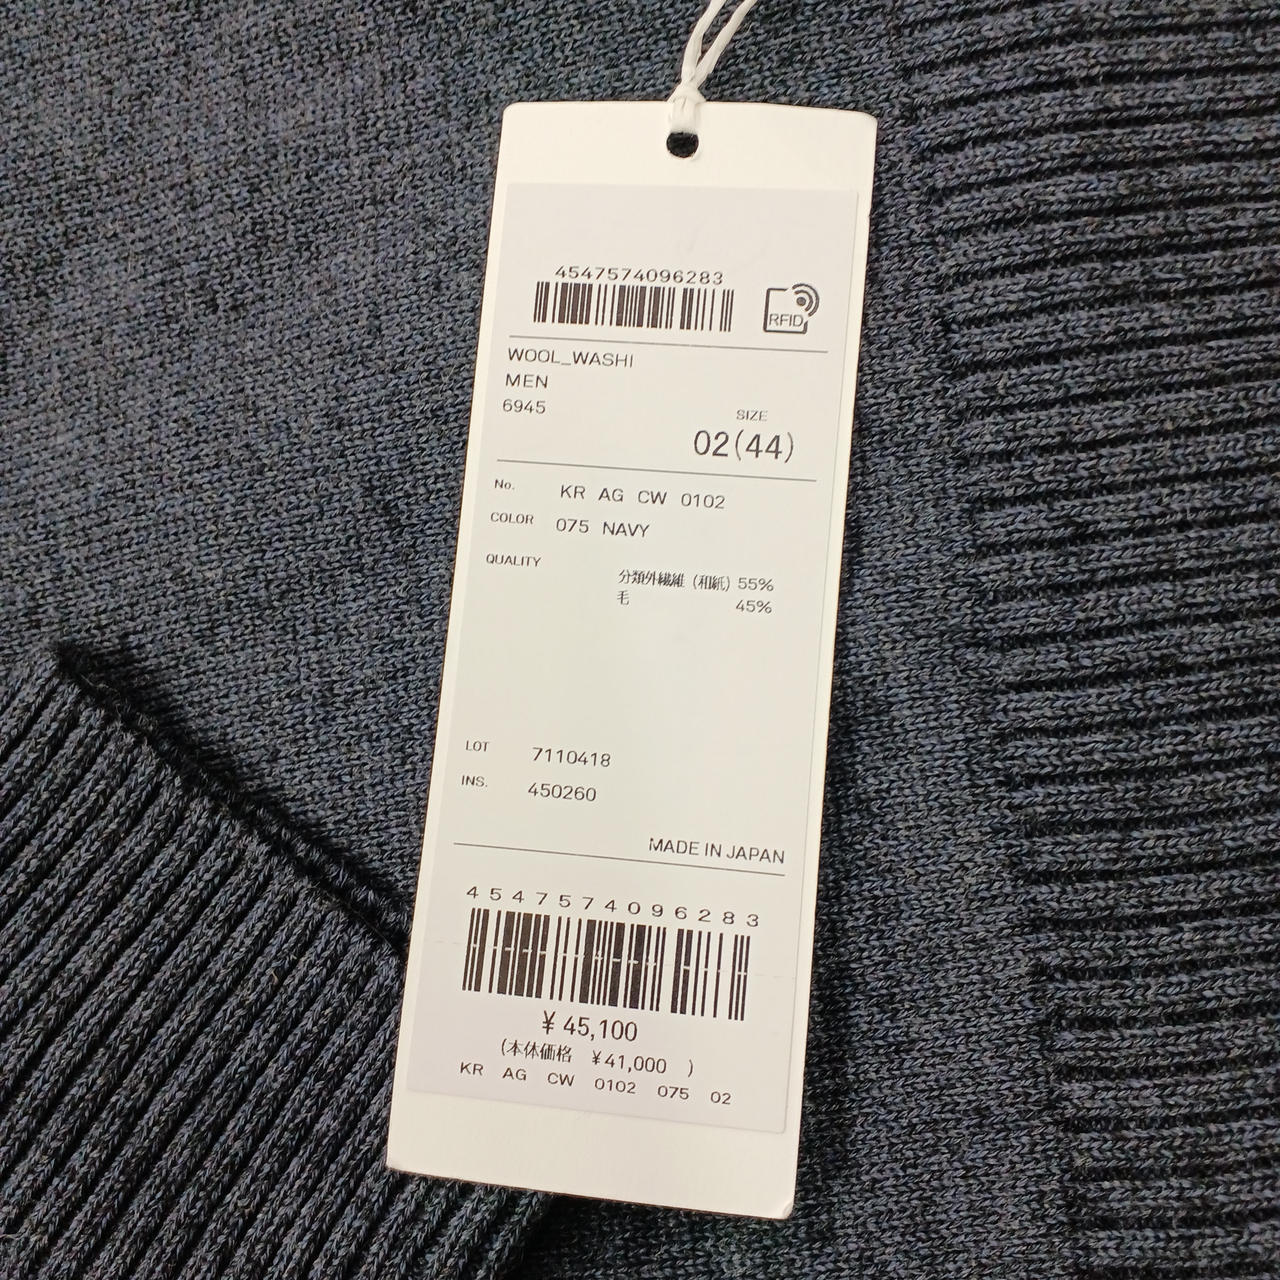 4547574096283
RFID
WOOL_WASHI
MEN
6945
SIZE
02(44)
No. KR AG CW 0102
COLOR 075 NAVY
QUALITY
分類外繊維（和紙）55%
毛 45%
LOT 7110418
INS. 450260
MADE IN JAPAN
4547574096283
¥45,100
(本体価格 ¥41,000 )
KR AG CW 0102 075 02